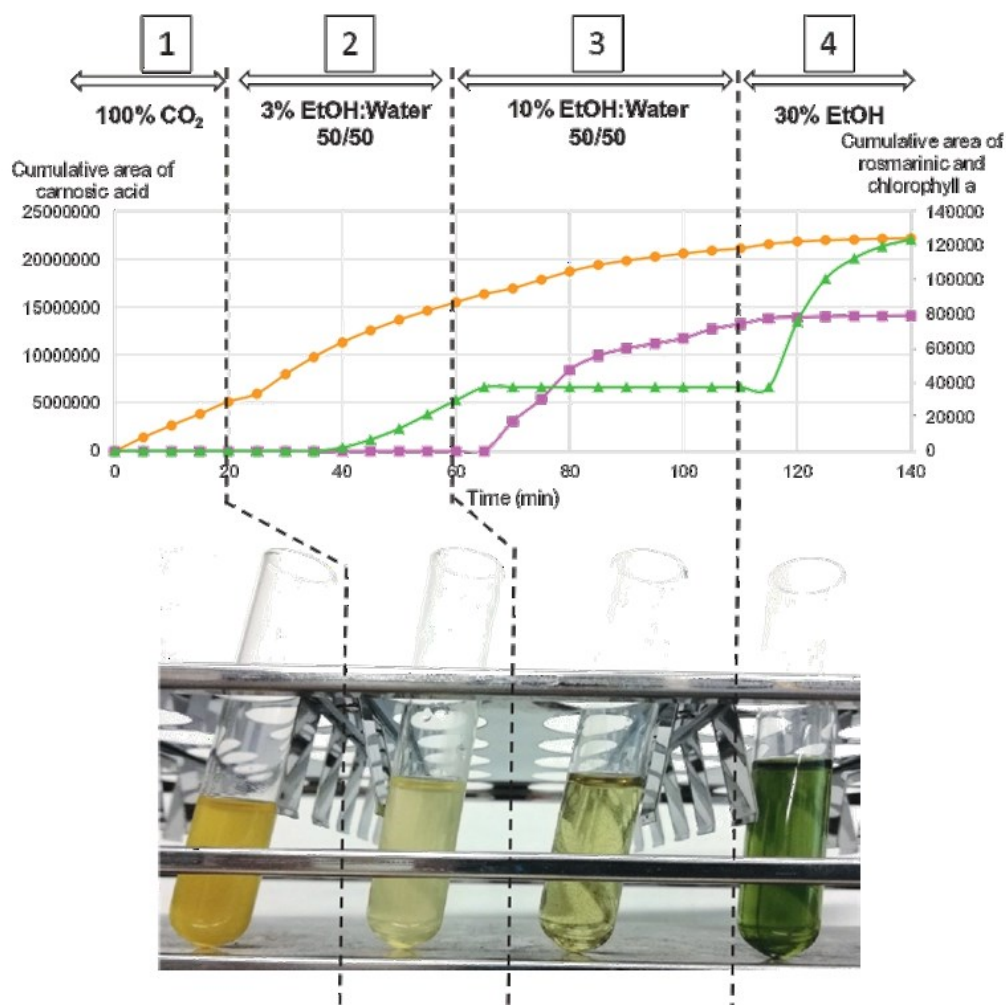 1
2
3
4
100% CO₂
3% EtOH:Water
50/50
10% EtOH:Water
50/50
30% EtOH
Cumulative area of
carnosic acid
Cumulative area of
rosmarinic and
chlorophyll a
25000000
20000000
15000000
10000000
5000000
0
140000
120000
100000
80000
60000
40000
20000
0
0 20 40 60 80 100 120 140
Time (min)